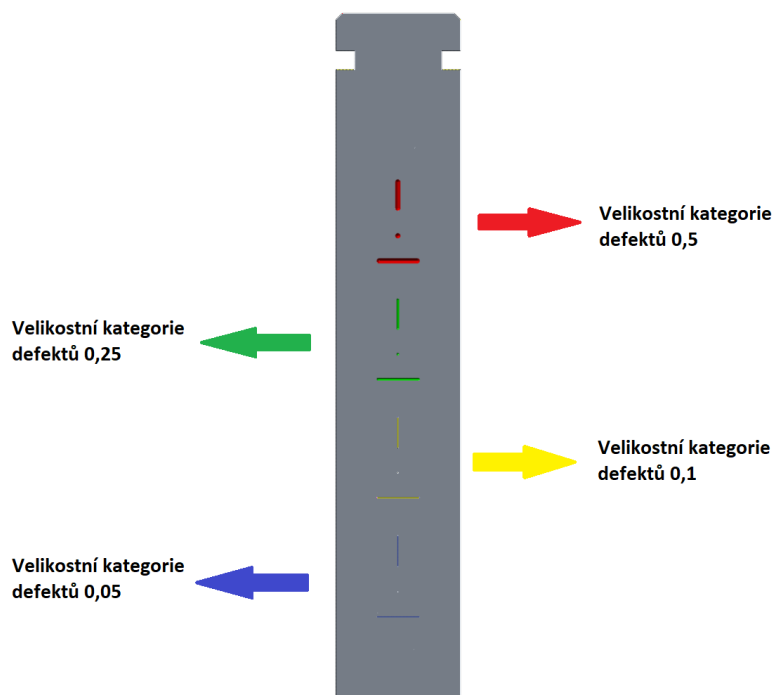 Velikostní kategorie
defektů 0,5
Velikostní kategorie
defektů 0,25
Velikostní kategorie
defektů 0,1
Velikostní kategorie
defektů 0,05